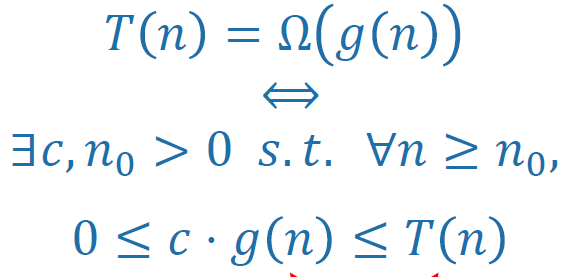 T(n) = Ω(g(n))
⟺
∃c, n₀ > 0 s.t. ∀n ≥ n₀,
0 ≤ c · g(n) ≤ T(n)